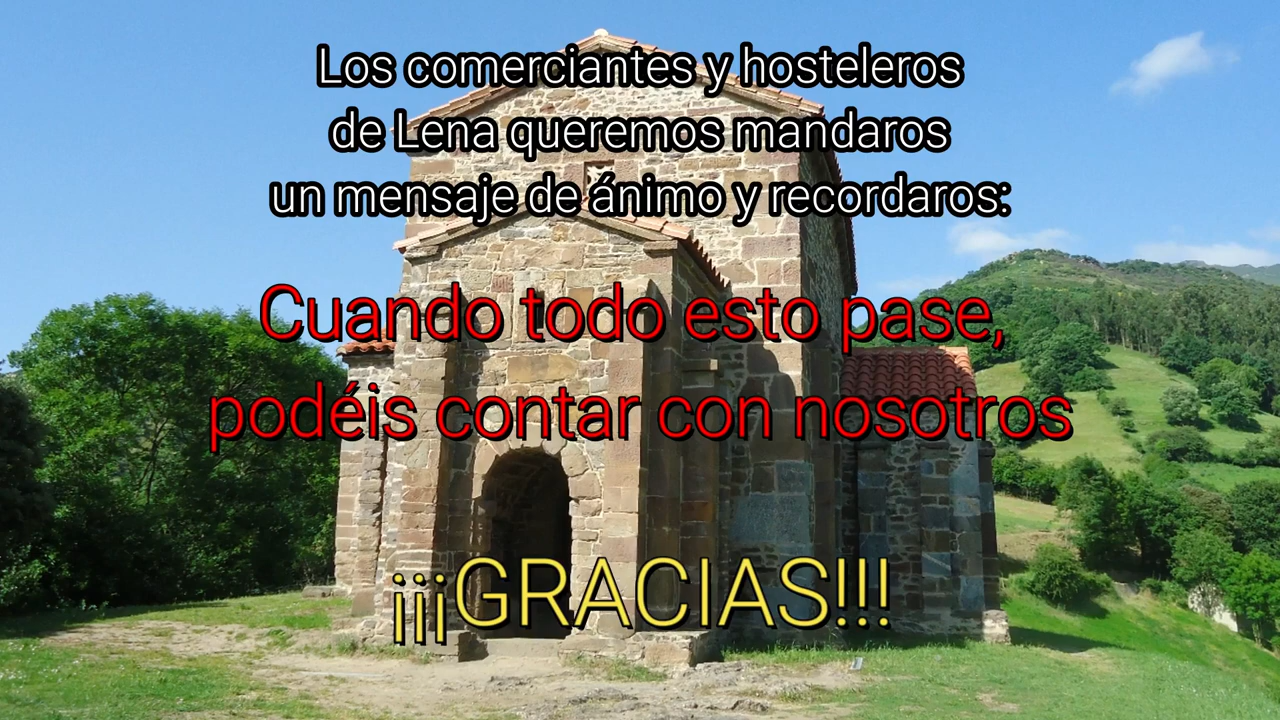 Los comerciantes y hosteleros
de Lena queremos mandaros
un mensaje de ánimo y recordaros:
Cuando todo esto pase,
podéis contar con nosotros
¡¡¡GRACIAS!!!